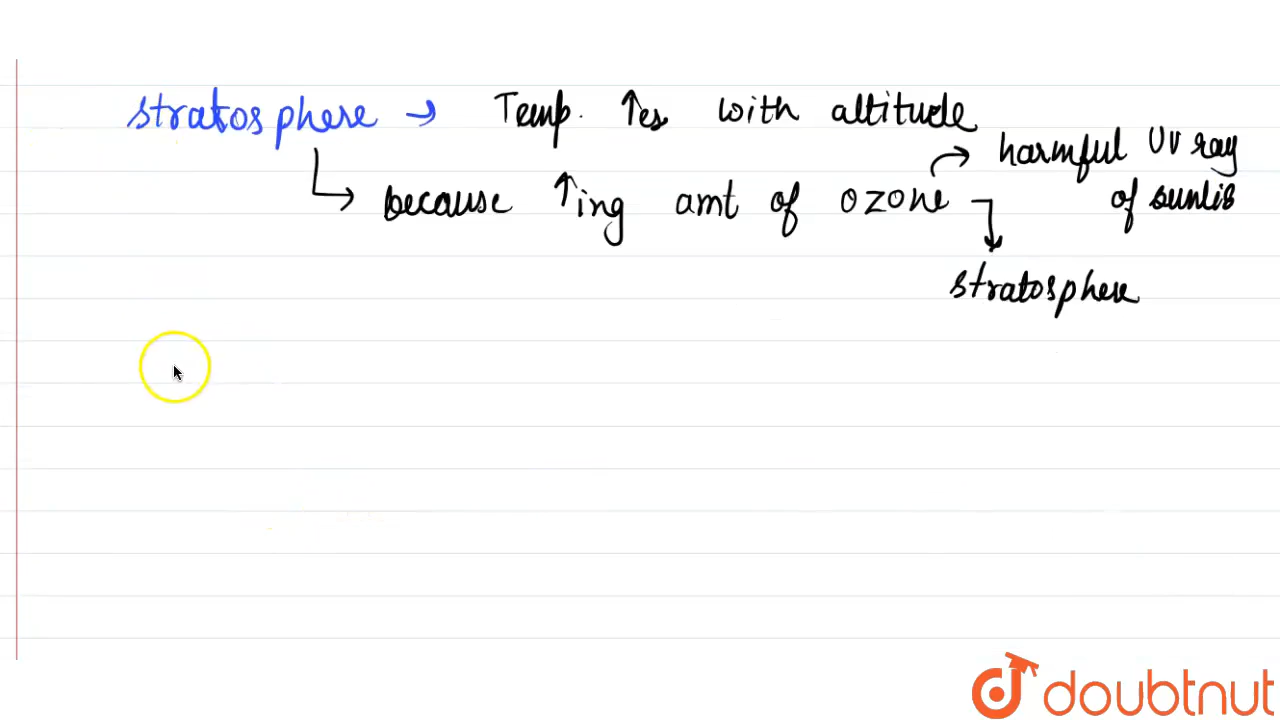 stratosphere → Temp. ↑es with altitude
harmful UV ray
↳ because ↑ing amt of ozone
of sunlis
stratosphere
doubtnut